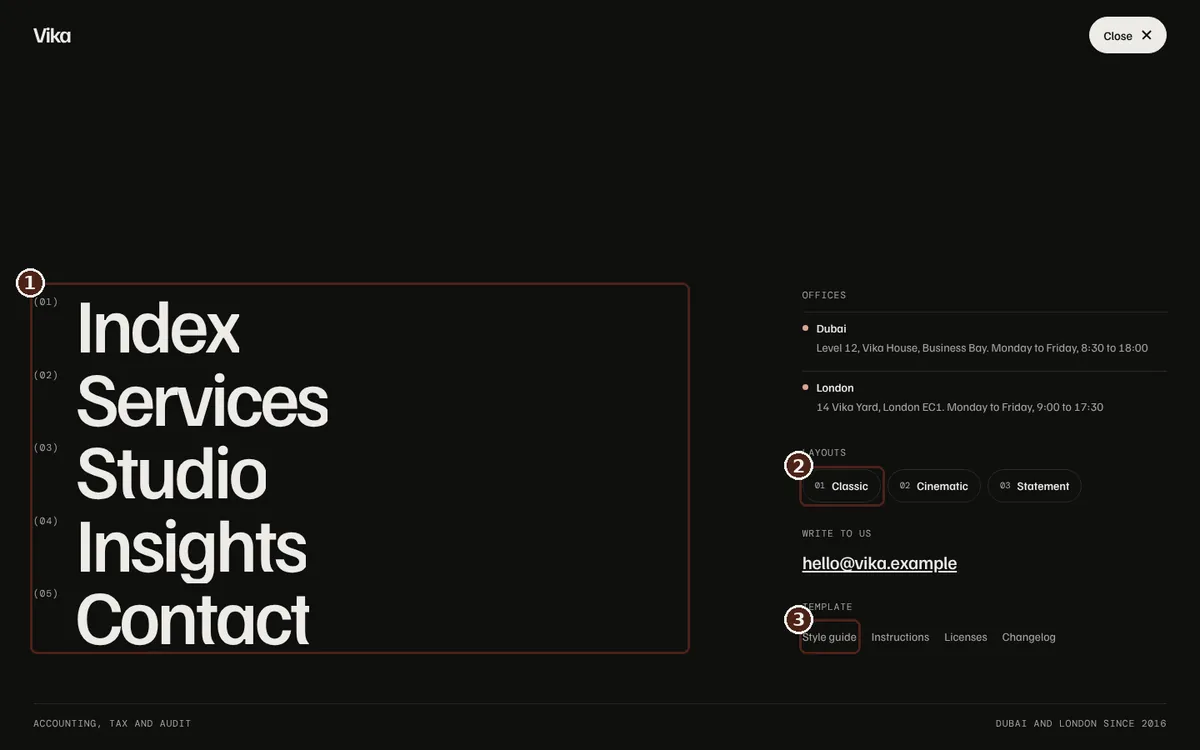 Vika
Close ✕
1
(01) Index
(02) Services
(03) Studio
(04) Insights
(05) Contact
OFFICES
Dubai
Level 12, Vika House, Business Bay. Monday to Friday, 8:30 to 18:00
London
14 Vika Yard, London EC1. Monday to Friday, 9:00 to 17:30
LAYOUTS
2
01 Classic 02 Cinematic 03 Statement
WRITE TO US
hello@vika.example
TEMPLATE
3
Style guide Instructions Licenses Changelog
ACCOUNTING, TAX AND AUDIT
DUBAI AND LONDON SINCE 2016